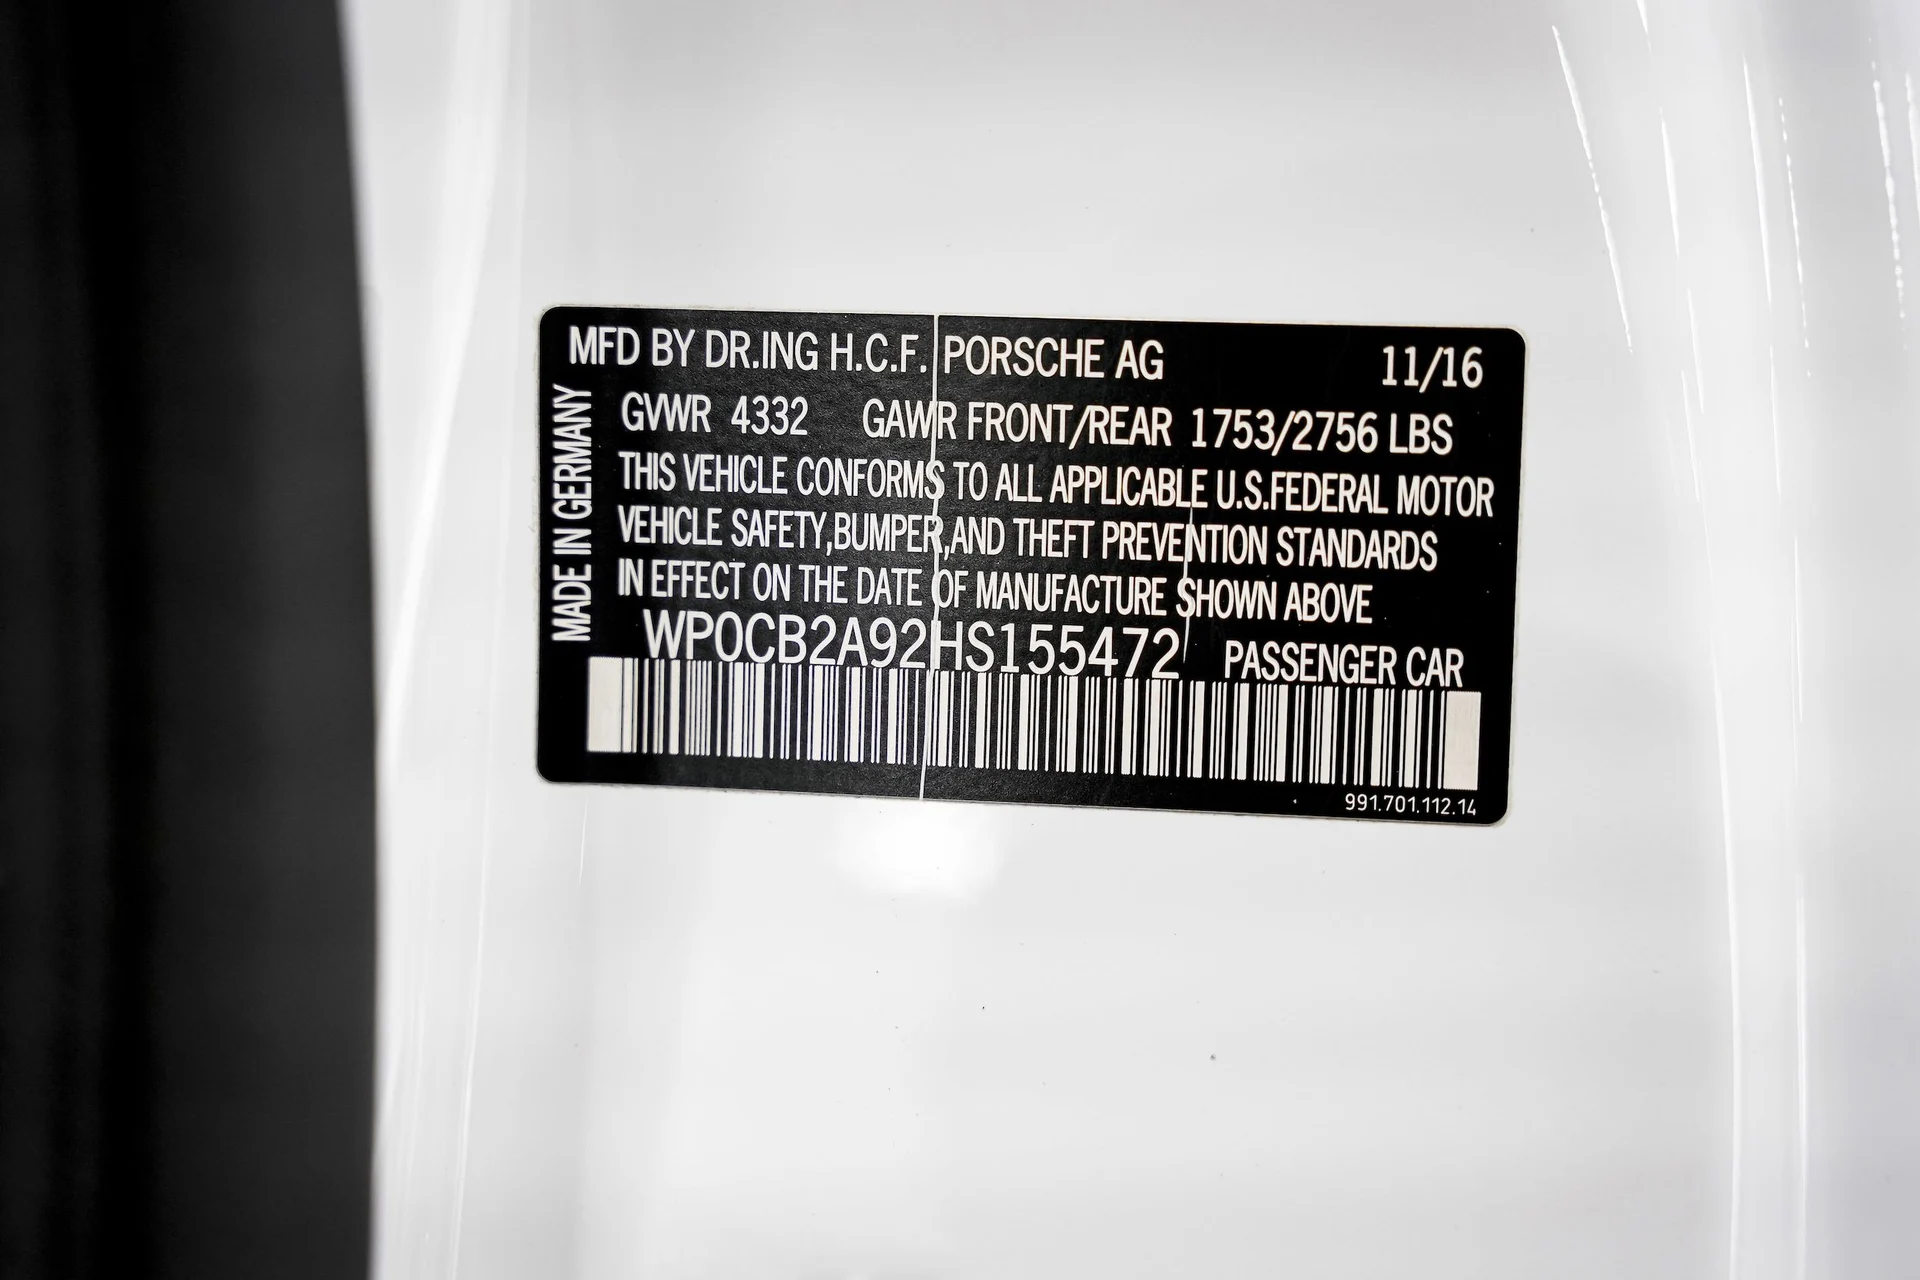 MFD BY DR.ING H.C.F. PORSCHE AG 11/16
MADE IN GERMANY
GVWR 4332 GAWR FRONT/REAR 1753/2756 LBS
THIS VEHICLE CONFORMS TO ALL APPLICABLE U.S.FEDERAL MOTOR
VEHICLE SAFETY,BUMPER,AND THEFT PREVENTION STANDARDS
IN EFFECT ON THE DATE OF MANUFACTURE SHOWN ABOVE
WP0CB2A92HS155472 PASSENGER CAR
991.701.112.14